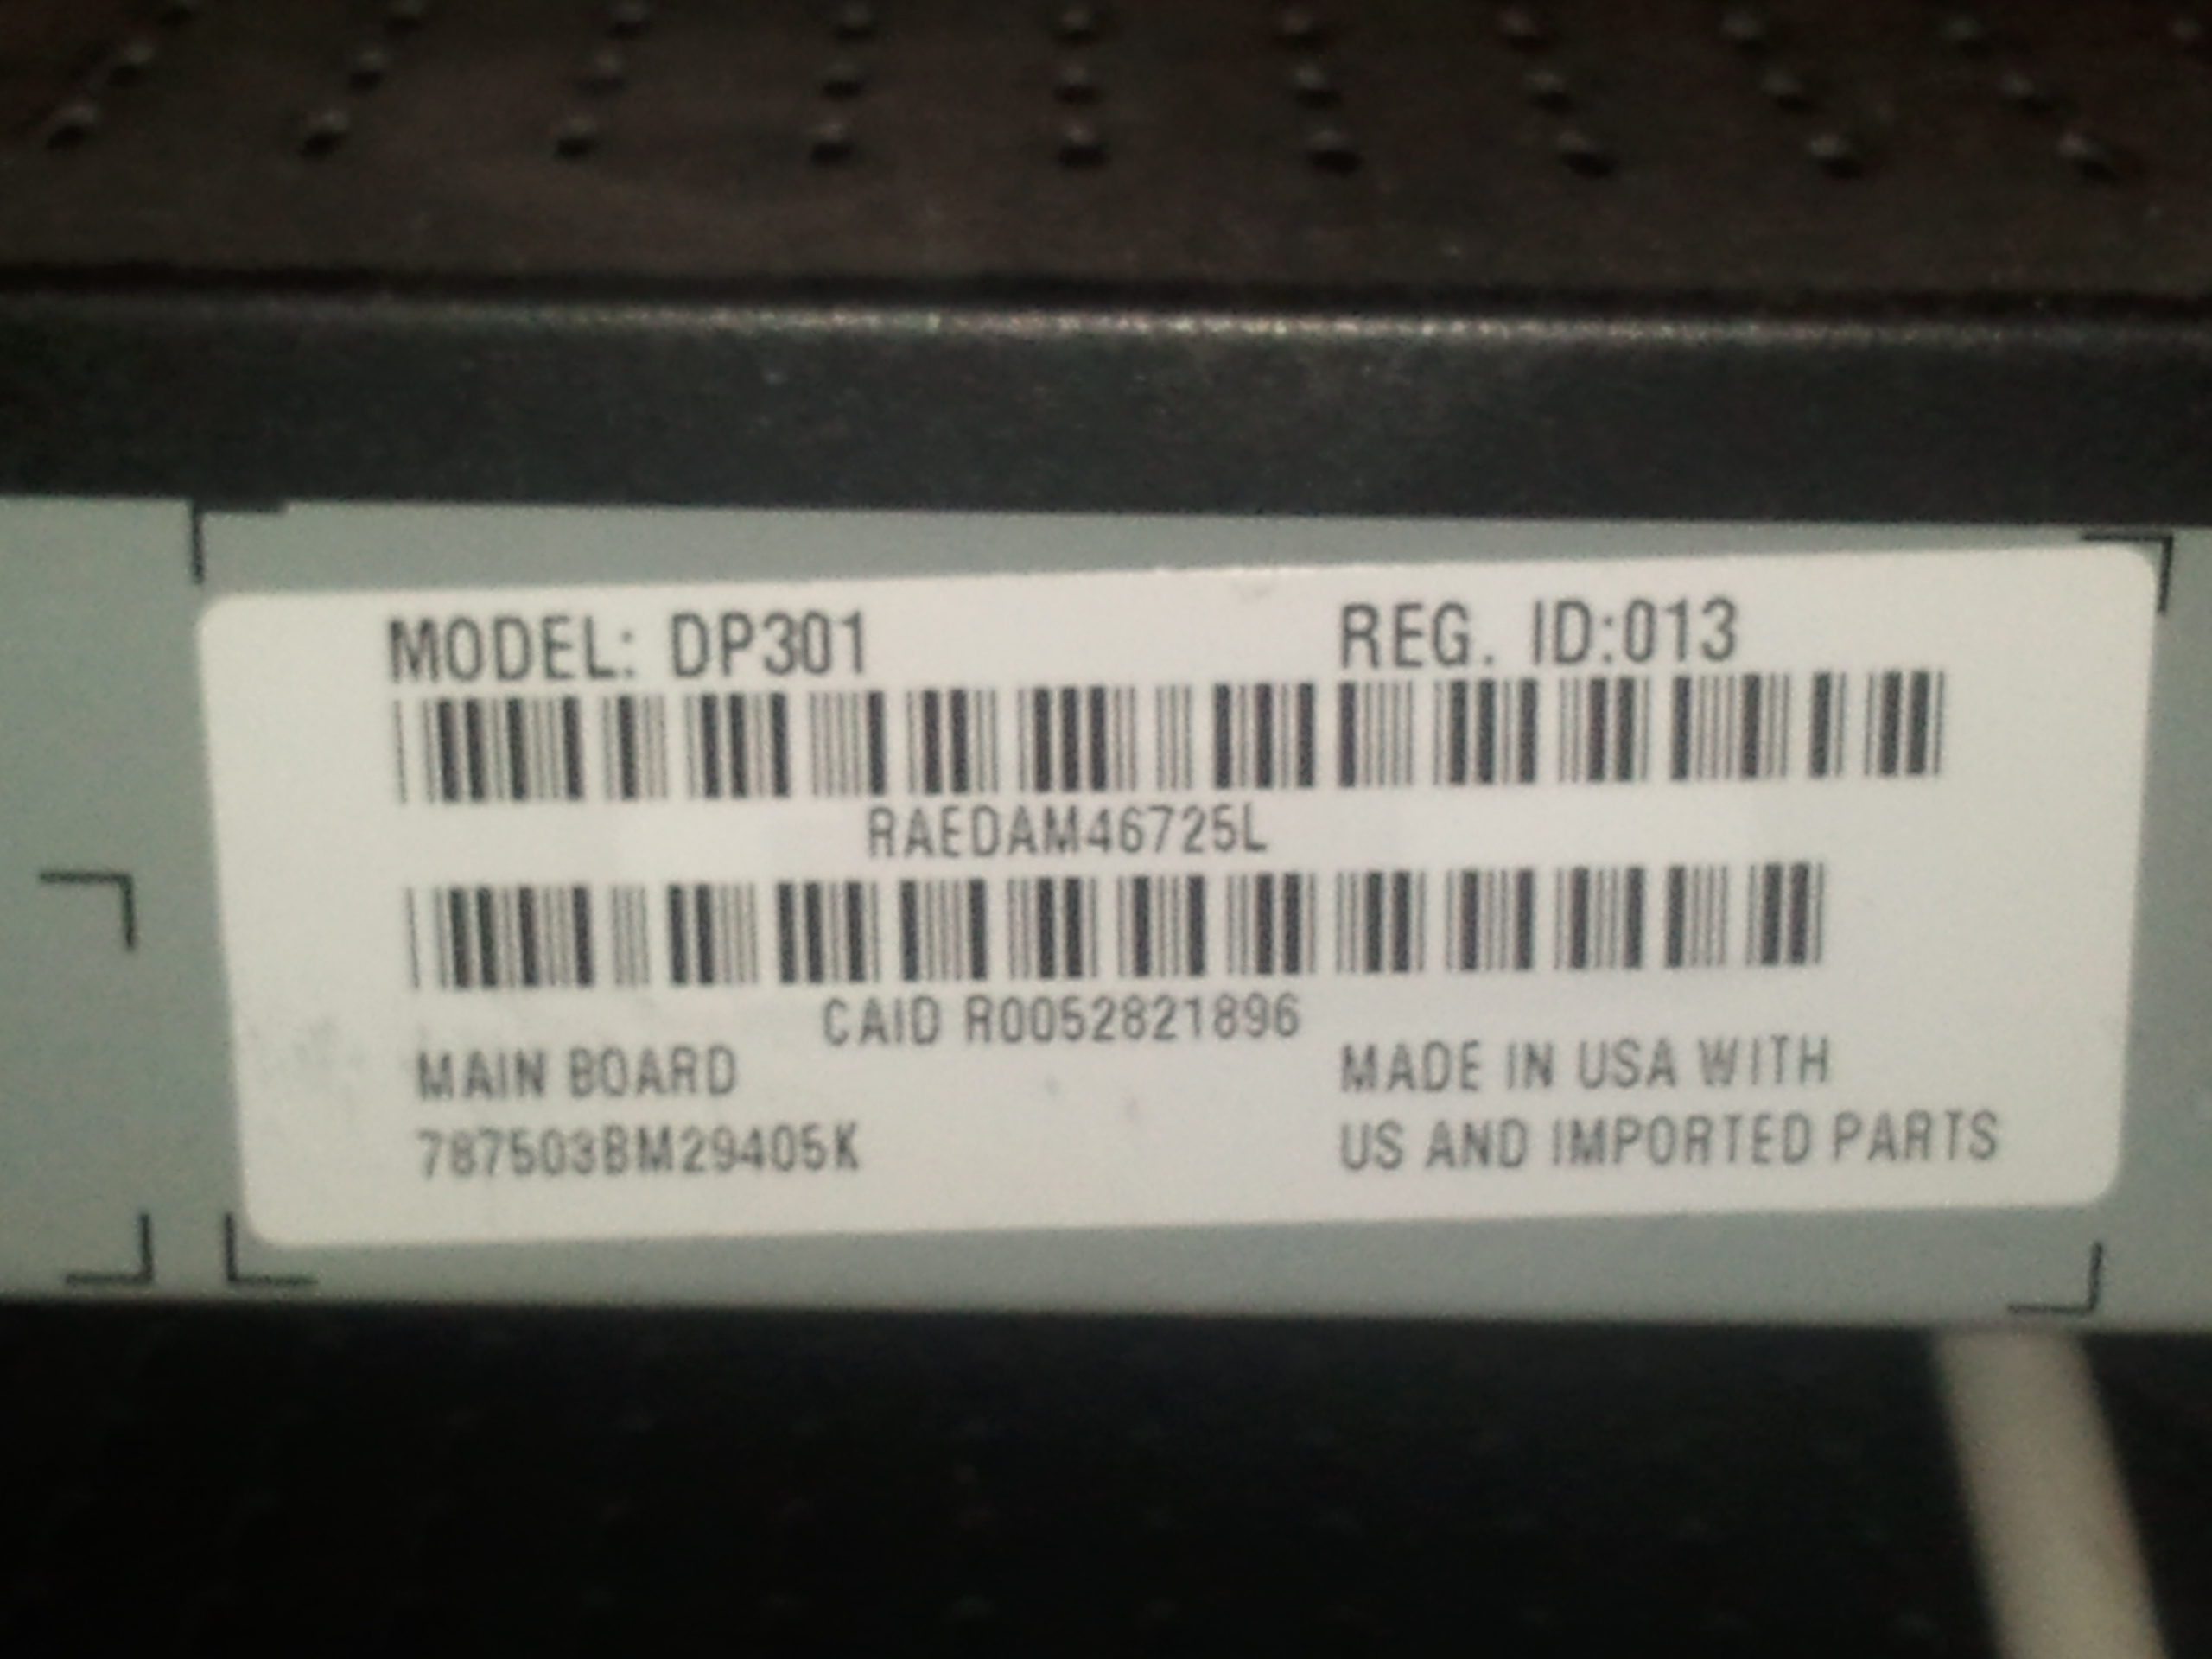 MODEL: DP301
REG. ID:013
RAEDAM46725L
CAID R0052821896
MAIN BOARD
787503BM29405K
MADE IN USA WITH
US AND IMPORTED PARTS